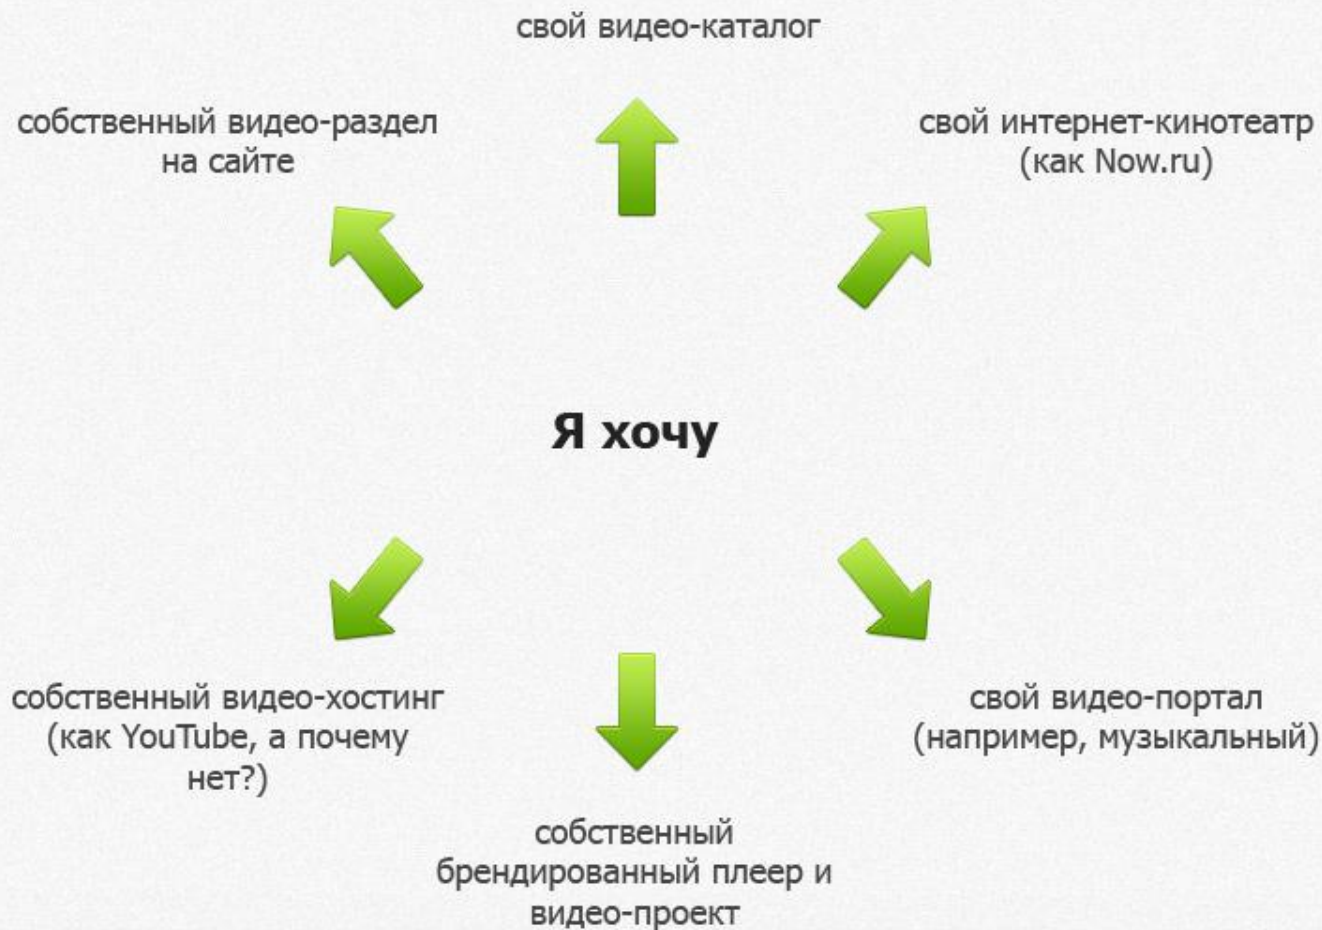 свой видео-каталог
собственный видео-раздел
на сайте
свой интернет-кинотеатр
(как Now.ru)
Я хочу
собственный видео-хостинг
(как YouTube, а почему
нет?)
свой видео-портал
(например, музыкальный)
собственный
брендированный плеер и
видео-проект